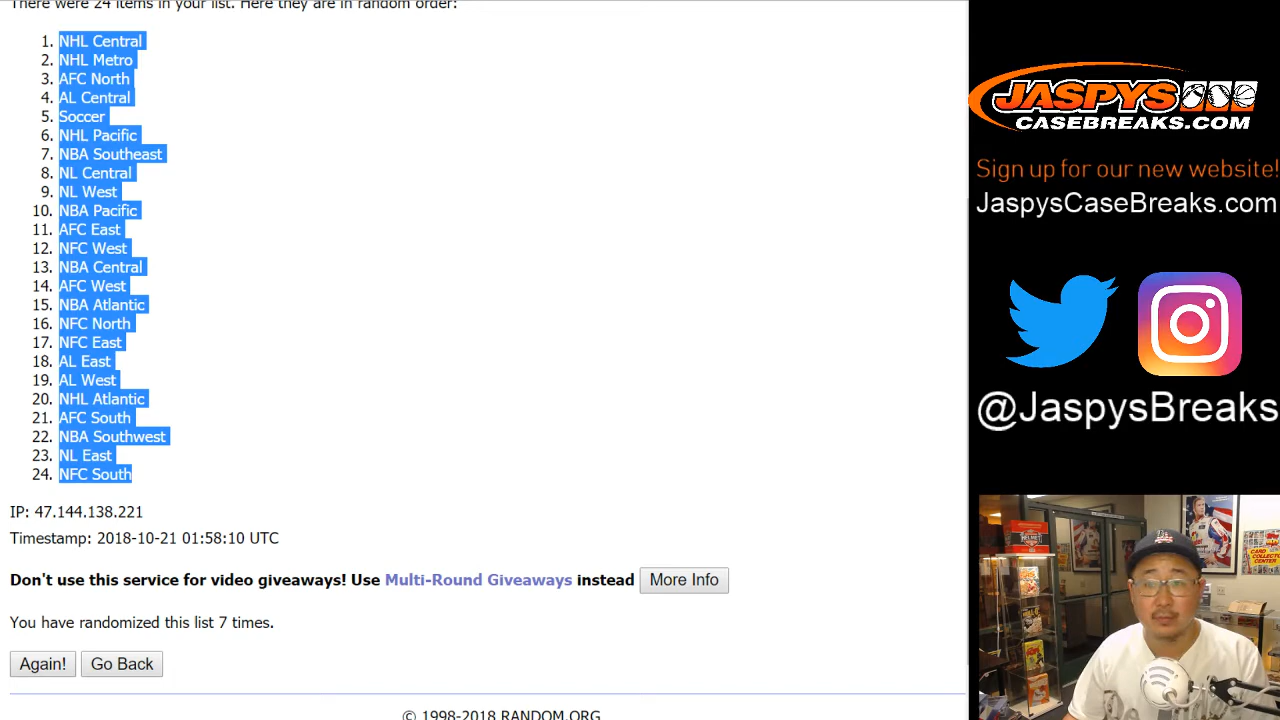 There were 24 items in your list. Here they are in random order:
1. NHL Central
2. NHL Metro
3. AFC North
4. AL Central
5. Soccer
6. NHL Pacific
7. NBA Southeast
8. NL Central
9. NL West
10. NBA Pacific
11. AFC East
12. NFC West
13. NBA Central
14. AFC West
15. NBA Atlantic
16. NFC North
17. NFC East
18. AL East
19. AL West
20. NHL Atlantic
21. AFC South
22. NBA Southwest
23. NL East
24. NFC South
IP: 47.144.138.221
Timestamp: 2018-10-21 01:58:10 UTC
Don't use this service for video giveaways! Use Multi-Round Giveaways instead More Info
You have randomized this list 7 times.
Again! Go Back
© 1998-2018 RANDOM.ORG
JASPYS
CASEBREAKS.COM
Sign up for our new website!
JaspysCaseBreaks.com
@JaspysBreaks